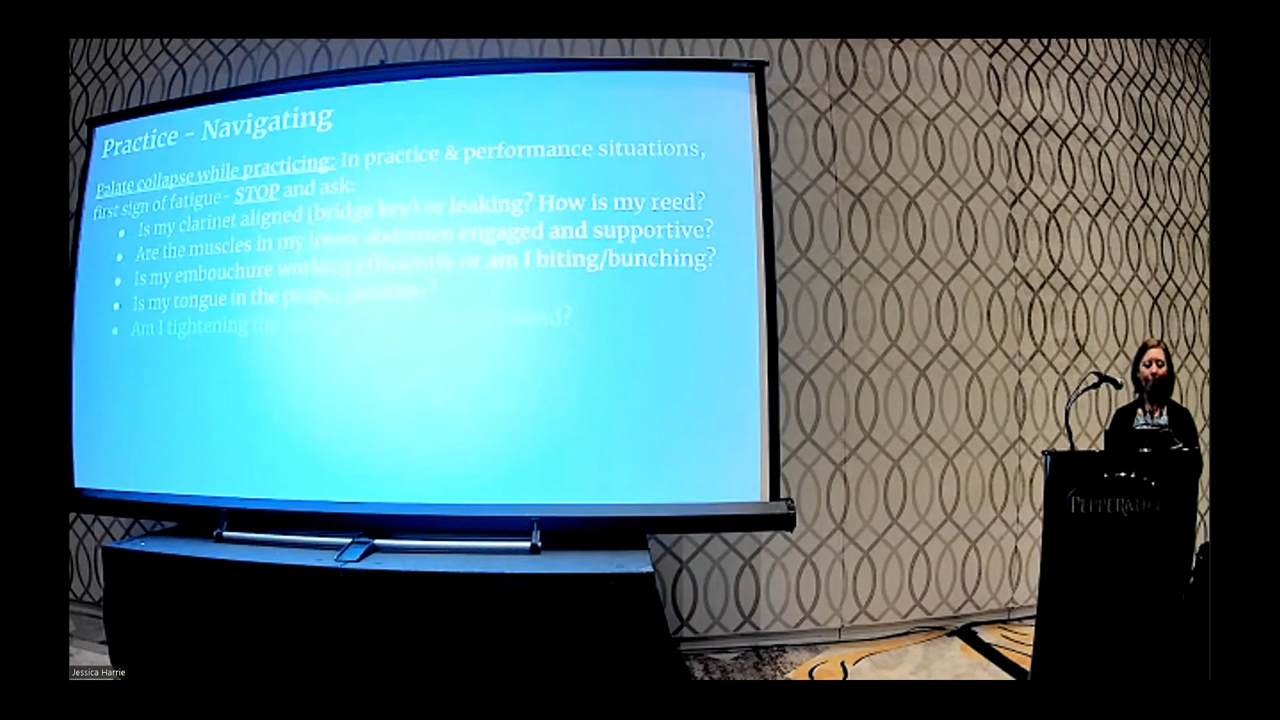 Practice - Navigating
Palate collapse while practicing: In practice & performance situations,
first sign of fatigue- STOP and ask:
• Is my clarinet aligned (bridge key) or leaking? How is my reed?
• Are the muscles in my lower abdomen engaged and supportive?
• Is my embouchure working efficiently or am I biting/bunching?
• Is my tongue in the
• Am I tightening
PEPPERMILL
Jessica Harrie